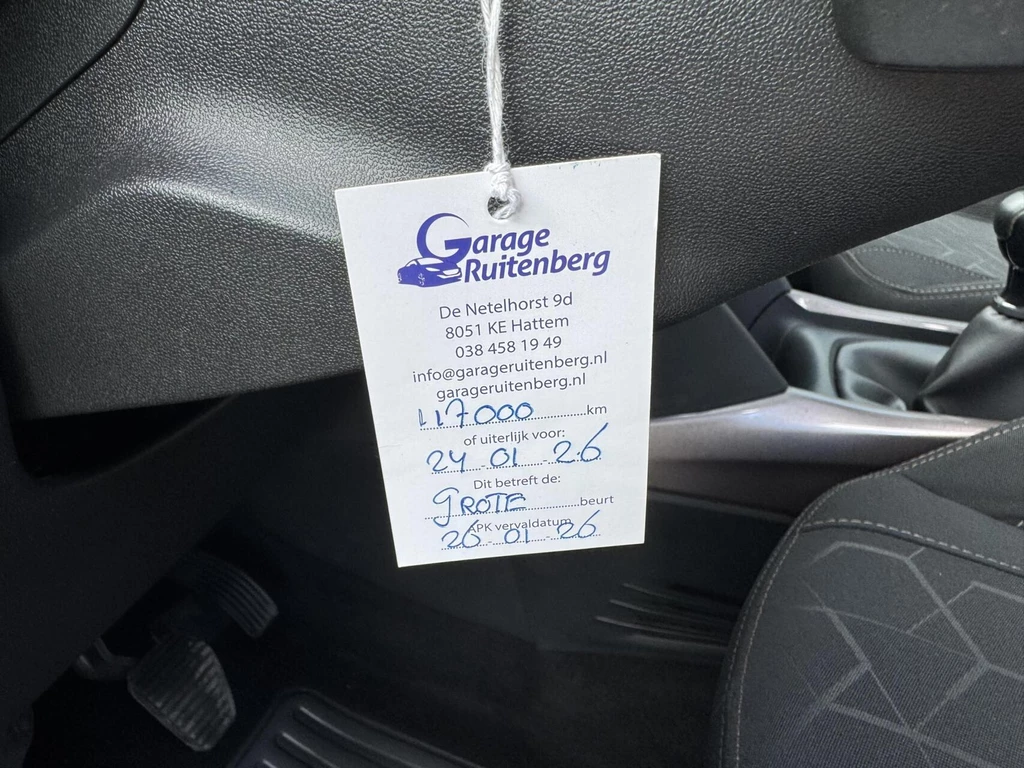 Garage
Ruitenberg
De Netelhorst 9d
8051 KE Hattem
038 458 19 49
info@garageruitenberg.nl
garageruitenberg.nl
117000 km
of uiterlijk voor:
24-01-26
Dit betreft de:
GROTE beurt
APK vervaldatum
26-01-26